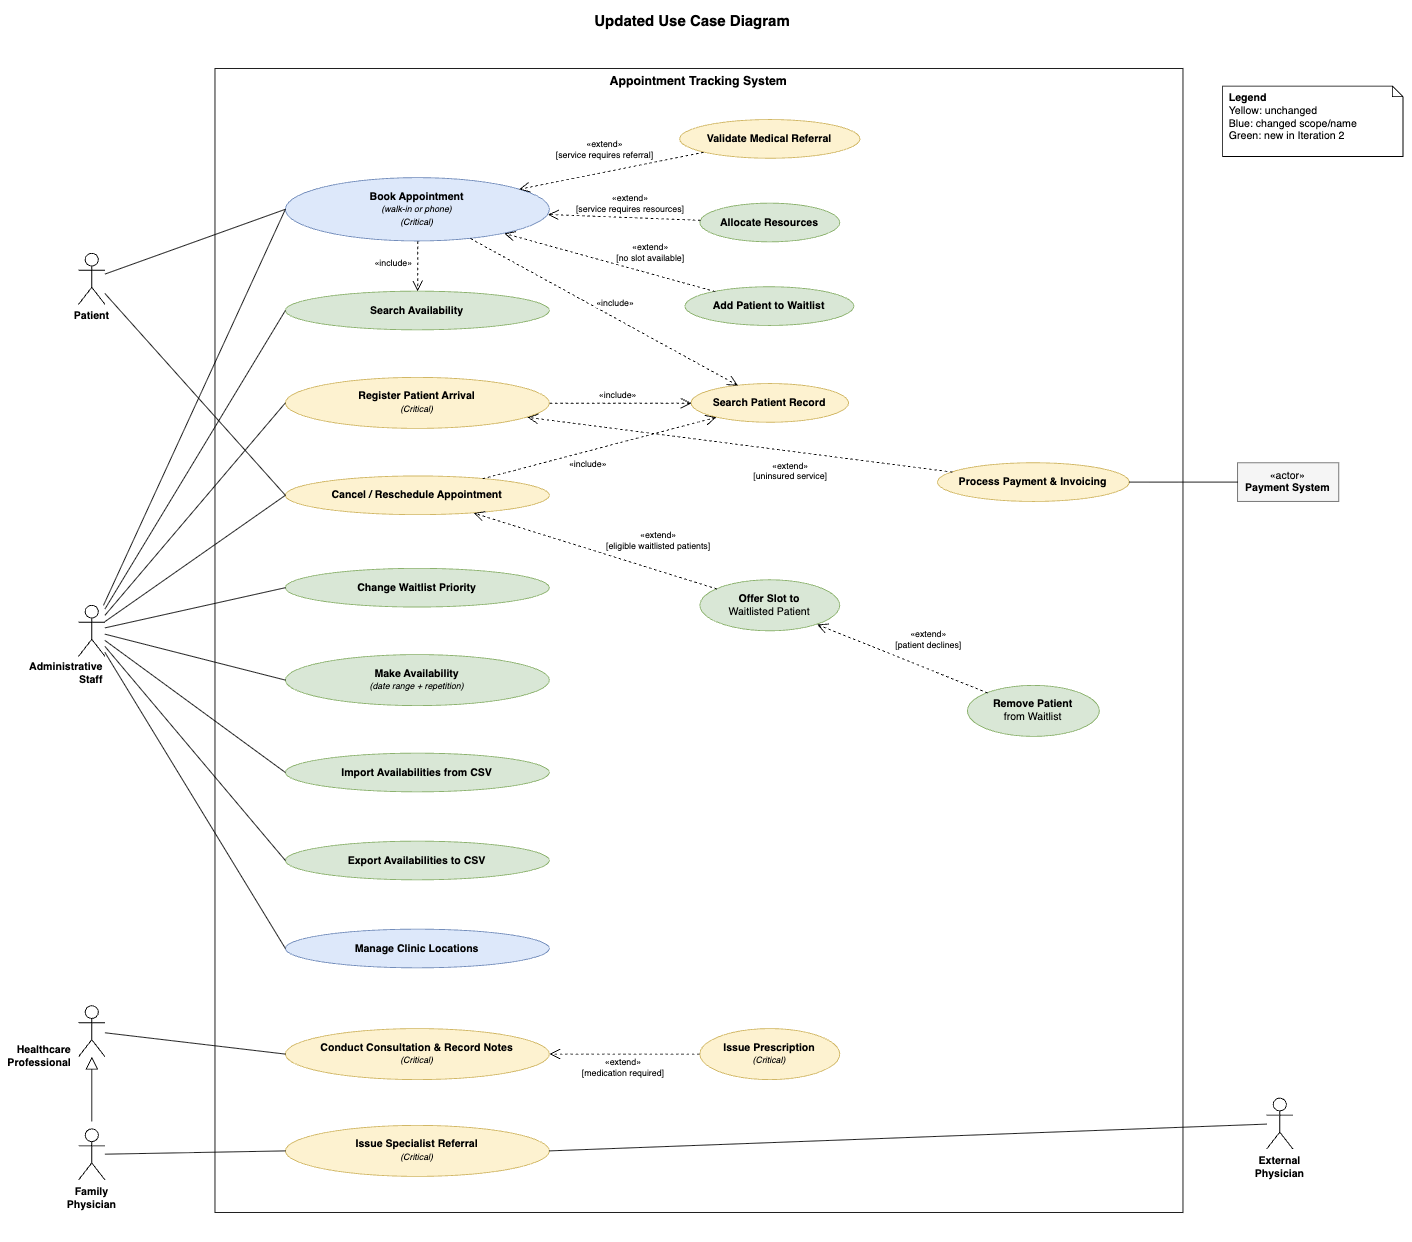 Updated Use Case Diagram
Appointment Tracking System
Legend
Yellow: unchanged
Blue: changed scope/name
Green: new in Iteration 2
Validate Medical Referral
«extend»
[service requires referral]
Book Appointment
(walk-in or phone)
(Critical)
«extend»
[service requires resources]
Allocate Resources
«extend»
[no slot available]
«include»
Patient
Search Availability
«include»
Add Patient to Waitlist
Register Patient Arrival
(Critical)
«include»
Search Patient Record
«include»
«extend»
[uninsured service]
Process Payment & Invoicing
«actor»
Payment System
Cancel / Reschedule Appointment
«extend»
[eligible waitlisted patients]
Change Waitlist Priority
Offer Slot to
Waitlisted Patient
Administrative
Staff
«extend»
[patient declines]
Make Availability
(date range + repetition)
Remove Patient
from Waitlist
Import Availabilities from CSV
Export Availabilities to CSV
Manage Clinic Locations
Healthcare
Professional
Conduct Consultation & Record Notes
(Critical)
«extend»
[medication required]
Issue Prescription
(Critical)
Issue Specialist Referral
(Critical)
External
Physician
Family
Physician